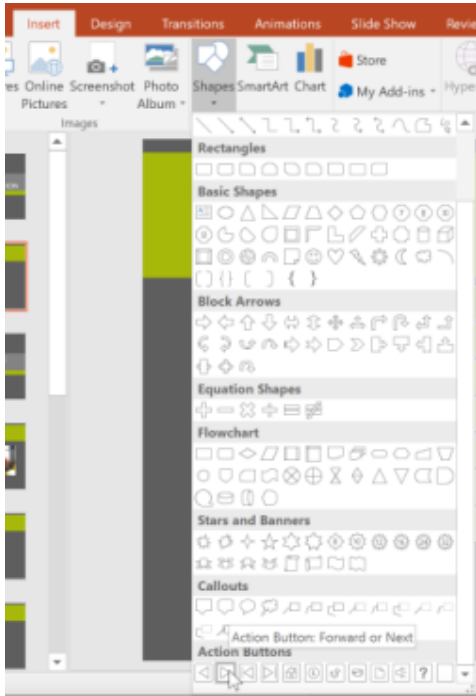 Insert Design Transitions Animations Slide Show
Online Screenshot Photo Shapes SmartArt Chart Store
Pictures Album My Add-ins
Images
Rectangles
Basic Shapes
Block Arrows
Equation Shapes
Flowchart
Stars and Banners
Callouts
Action Button: Forward or Next
Action Buttons